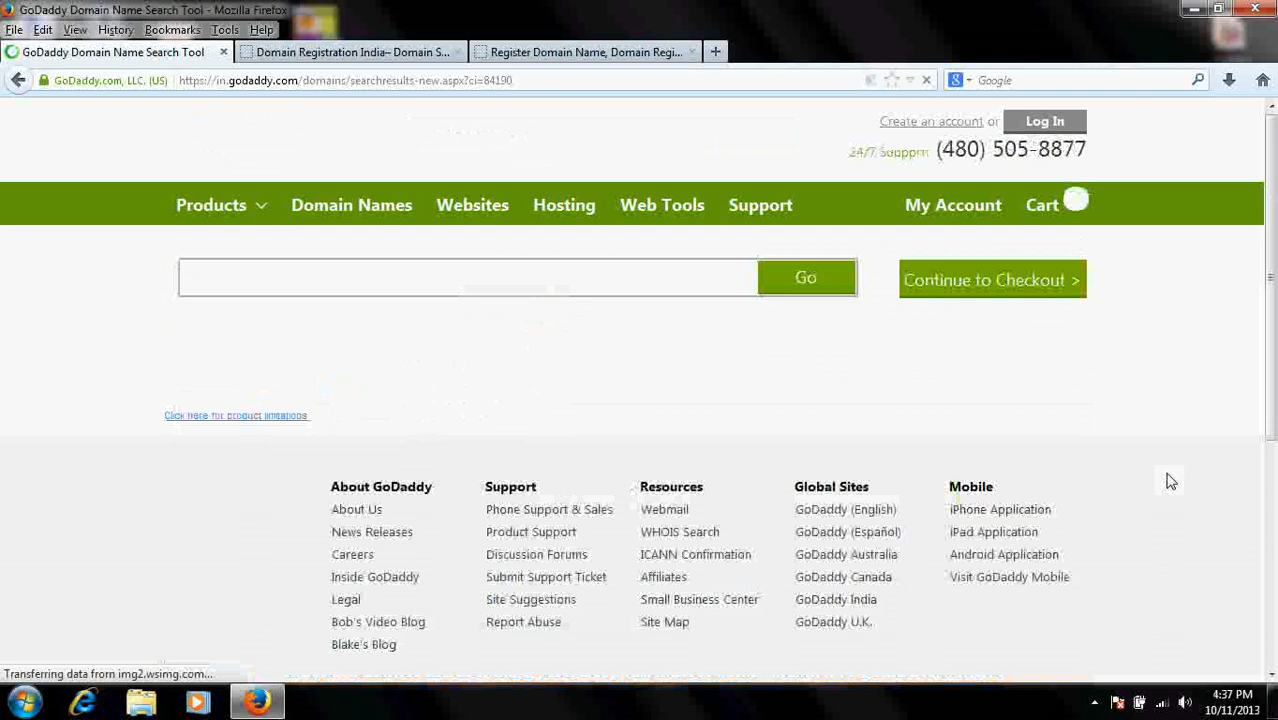 GoDaddy Domain Name Search Tool - Mozilla Firefox
File Edit View History Bookmarks Tools Help
GoDaddy Domain Name Search Tool × Domain Registration India– Domain S... × Register Domain Name, Domain Regi... × +
GoDaddy.com, LLC. (US) https://in.godaddy.com/domains/searchresults-new.aspx?ci=84190 Google
Create an account or Log In
24/7 Support (480) 505-8877
Products Domain Names Websites Hosting Web Tools Support My Account Cart
Go Continue to Checkout >
Click here for product limitations
About GoDaddy Support Resources Global Sites Mobile
About Us Phone Support & Sales Webmail GoDaddy (English) iPhone Application
News Releases Product Support WHOIS Search GoDaddy (Español) iPad Application
Careers Discussion Forums ICANN Confirmation GoDaddy Australia Android Application
Inside GoDaddy Submit Support Ticket Affiliates GoDaddy Canada Visit GoDaddy Mobile
Legal Site Suggestions Small Business Center GoDaddy India
Bob's Video Blog Report Abuse Site Map GoDaddy U.K.
Blake's Blog
Transferring data from img2.wsimg.com...
4:37 PM
10/11/2013